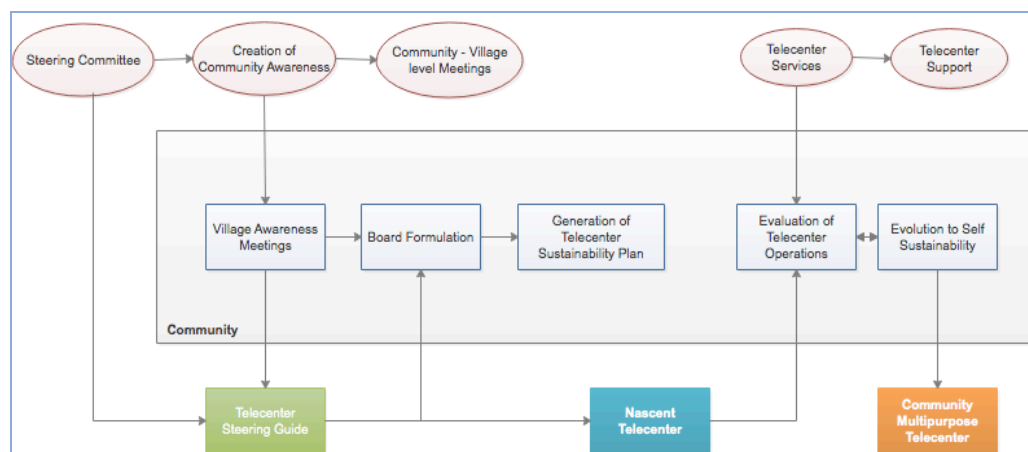 Steering Committee
Creation of
Community Awareness
Community - Village
level Meetings
Telecenter
Services
Telecenter
Support
Village Awareness
Meetings
Board Formulation
Generation of
Telecenter
Sustainability Plan
Evaluation of
Telecenter
Operations
Evolution to Self
Sustainability
Community
Telecenter
Steering Guide
Nascent
Telecenter
Community
Multipurpose
Telecenter